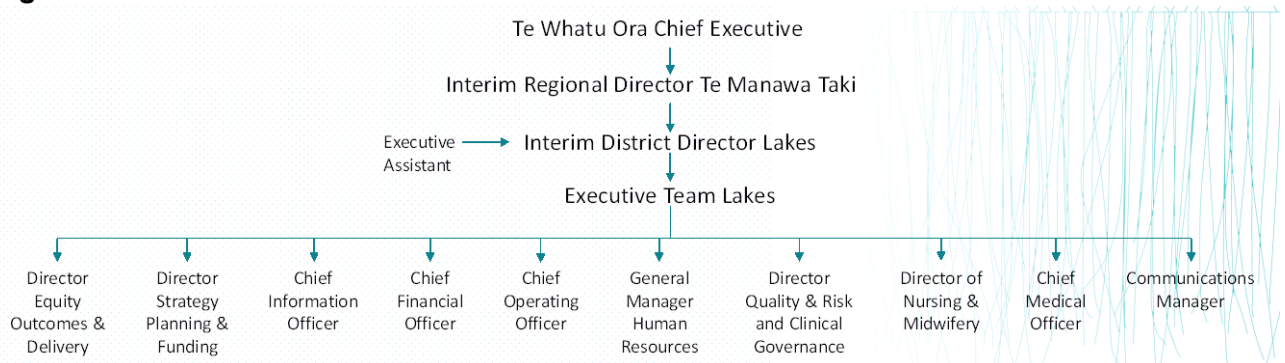 Te Whatu Ora Chief Executive
Interim Regional Director Te Manawa Taki
Executive
Assistant
Interim District Director Lakes
Executive Team Lakes
Director
Equity
Outcomes &
Delivery
Director
Strategy
Planning &
Funding
Chief
Information
Officer
Chief
Financial
Officer
Chief
Operating
Officer
General
Manager
Human
Resources
Director
Quality & Risk
and Clinical
Governance
Director of
Nursing &
Midwifery
Chief
Medical
Officer
Communications
Manager